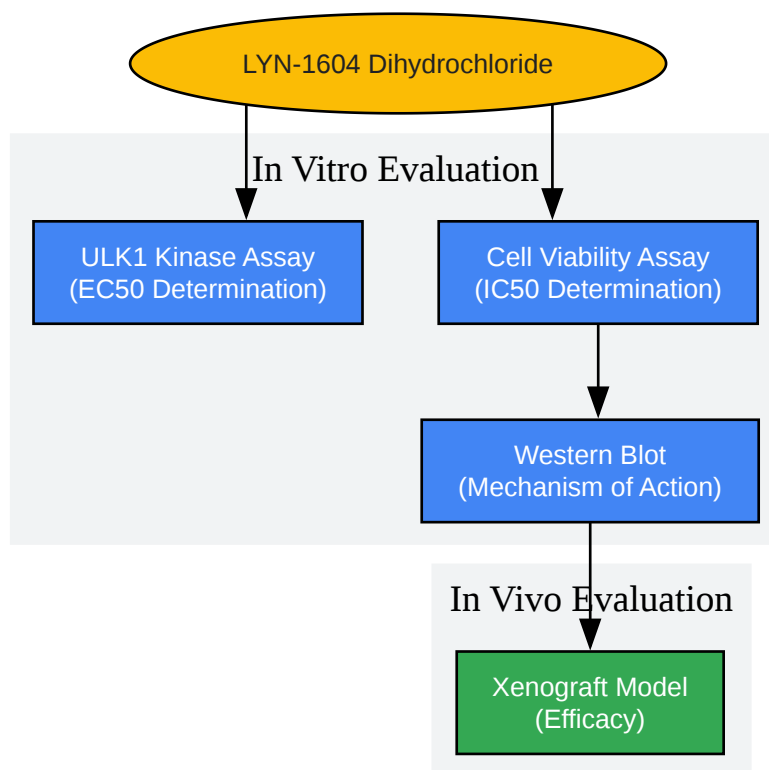 LYN-1604 Dihydrochloride
In Vitro Evaluation
ULK1 Kinase Assay
(EC50 Determination)
Cell Viability Assay
(IC50 Determination)
Western Blot
(Mechanism of Action)
In Vivo Evaluation
Xenograft Model
(Efficacy)